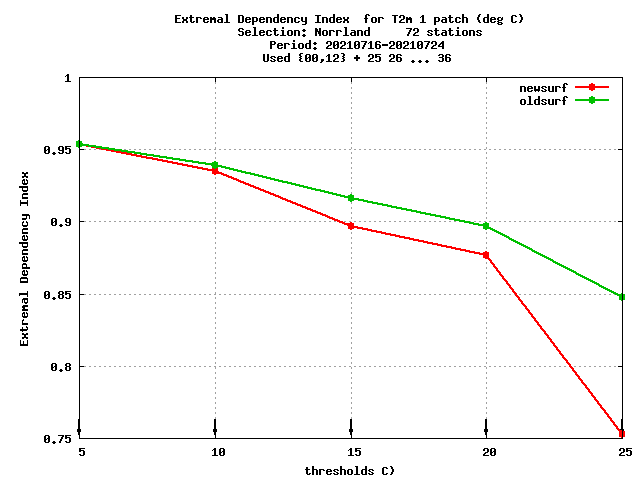 Extremal Dependency Index  for T2m 1 patch (deg C)
Selection: Norrland     72 stations
Period: 20210716-20210724
Used {00,12} + 25 26 ... 36
newsurf
oldsurf
1
0.95
0.9
0.85
0.8
0.75
Extremal Dependency Index
5 10 15 20 25
thresholds C)